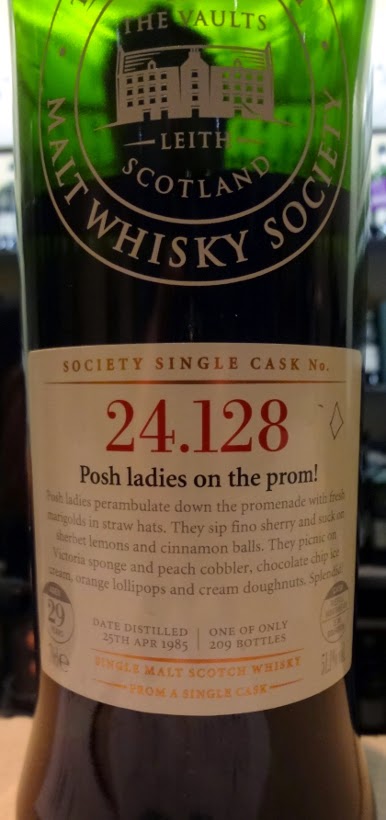 THE VAULTS
LEITH
SCOTLAND
MALT WHISKY SOCIETY
SOCIETY SINGLE CASK No.
24.128
Posh ladies on the prom!
Posh ladies perambulate down the promenade with fresh
marigolds in straw hats. They sip fino sherry and suck on
sherbet lemons and cinnamon balls. They picnic on
Victoria sponge and peach cobbler, chocolate chip ice
cream, orange lollipops and cream doughnuts. Splendid!
29
YEARS
DATE DISTILLED
25TH APR 1985
ONE OF ONLY
209 BOTTLES
SINGLE MALT SCOTCH WHISKY
FROM A SINGLE CASK